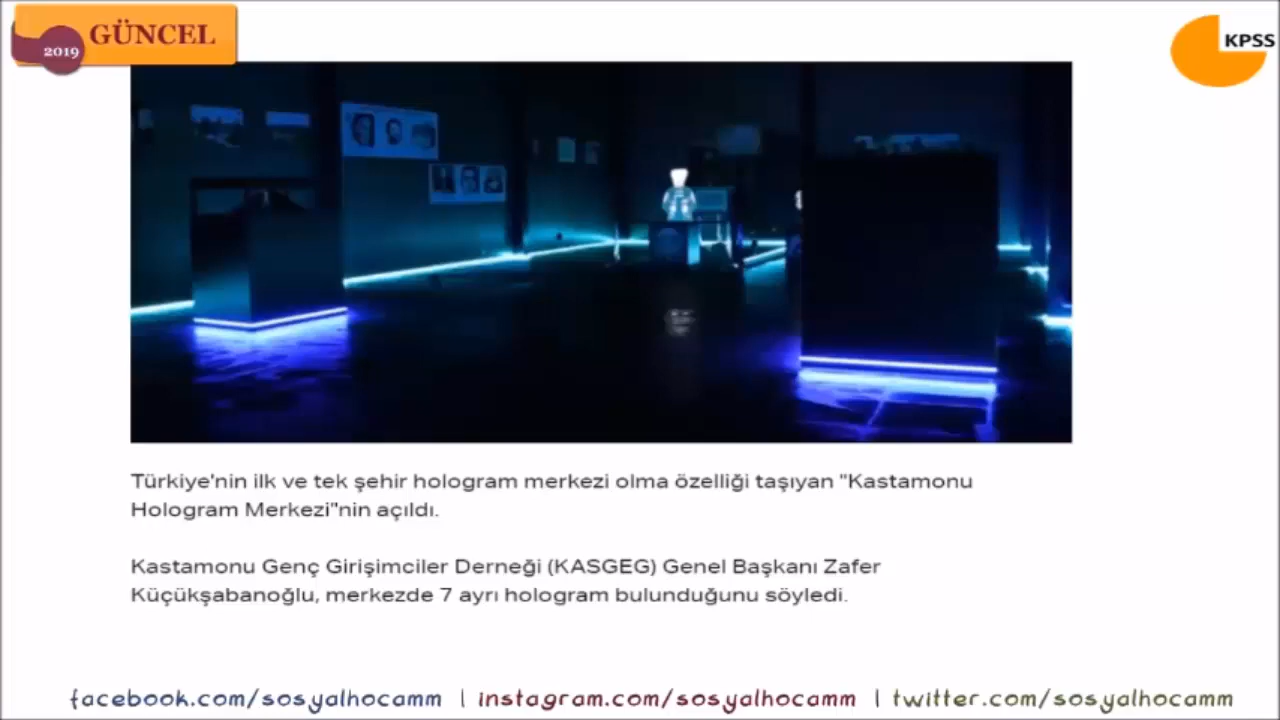 GÜNCEL
2019
KPSS
Türkiye'nin ilk ve tek şehir hologram merkezi olma özelliği taşıyan "Kastamonu
Hologram Merkezi"nin açıldı.
Kastamonu Genç Girişimciler Derneği (KASGEG) Genel Başkanı Zafer
Küçükşabanoğlu, merkezde 7 ayrı hologram bulunduğunu söyledi.
facebook.com/sosyalhocamm | instagram.com/sosyalhocamm | twitter.com/sosyalhocamm